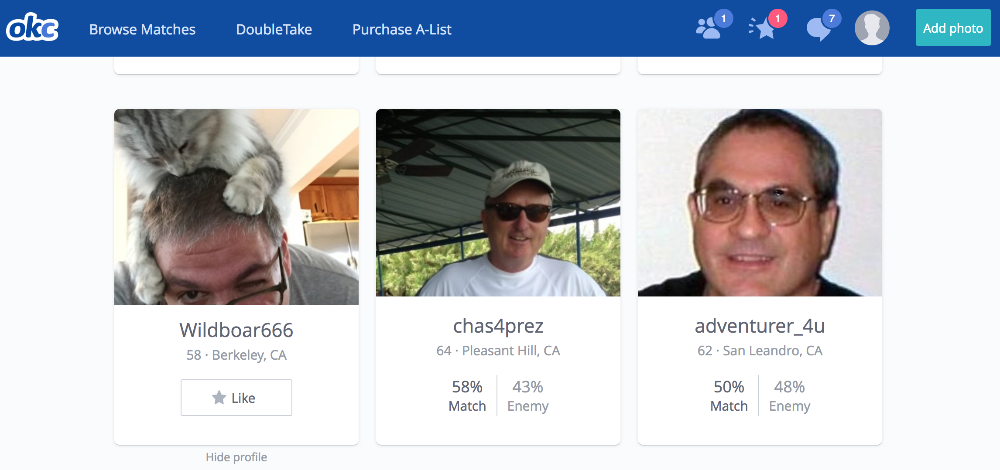 okc
Browse Matches
DoubleTake
Purchase A-List
1
1
7
Add photo
Wildboar666
58 · Berkeley, CA
Like
Hide profile
chas4prez
64 · Pleasant Hill, CA
58% 43%
Match Enemy
adventurer_4u
62 · San Leandro, CA
50% 48%
Match Enemy